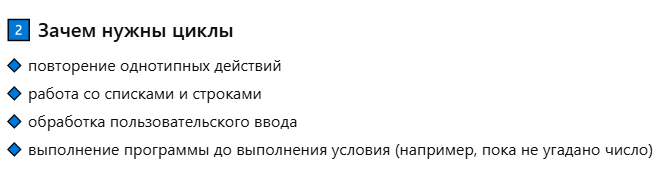 2 Зачем нужны циклы
повторение однотипных действий
работа со списками и строками
обработка пользовательского ввода
выполнение программы до выполнения условия (например, пока не угадано число)